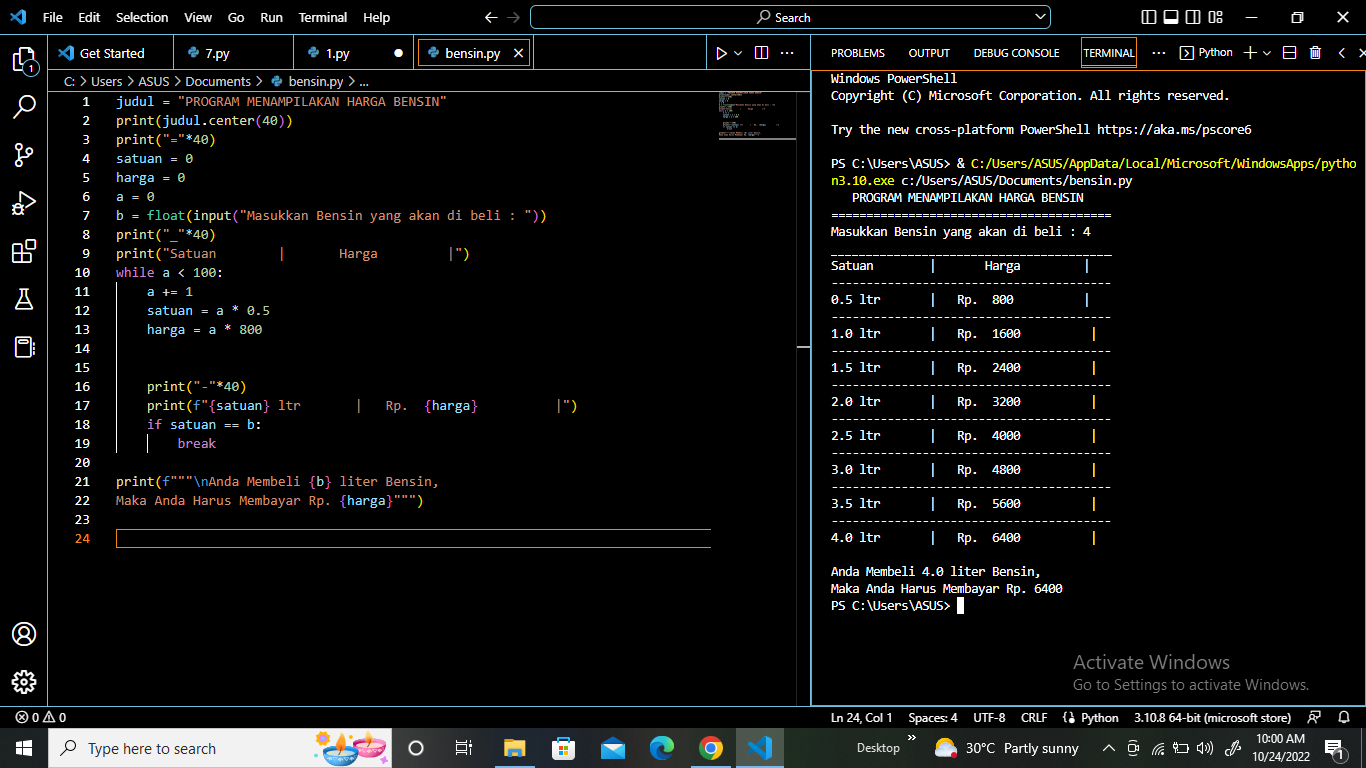 File Edit Selection View Go Run Terminal Help
Search
Get Started 7.py 1.py bensin.py
C: > Users > ASUS > Documents > bensin.py > ...
1 judul = "PROGRAM MENAMPILAKAN HARGA BENSIN"
2 print(judul.center(40))
3 print("="*40)
4 satuan = 0
5 harga = 0
6 a = 0
7 b = float(input("Masukkan Bensin yang akan di beli : "))
8 print("_"*40)
9 print("Satuan        |       Harga         |")
10 while a < 100:
11     a += 1
12     satuan = a * 0.5
13     harga = a * 800
14
15
16     print("-"*40)
17     print(f"{satuan} ltr       |   Rp.  {harga}          |")
18     if satuan == b:
19         break
20
21 print(f"""\nAnda Membeli {b} liter Bensin,
22 Maka Anda Harus Membayar Rp. {harga}""")
23
24
PROBLEMS OUTPUT DEBUG CONSOLE TERMINAL ... Python
Windows PowerShell
Copyright (C) Microsoft Corporation. All rights reserved.
Try the new cross-platform PowerShell https://aka.ms/pscore6
PS C:\Users\ASUS> & C:/Users/ASUS/AppData/Local/Microsoft/WindowsApps/pytho
n3.10.exe c:/Users/ASUS/Documents/bensin.py
   PROGRAM MENAMPILAKAN HARGA BENSIN
========================================
Masukkan Bensin yang akan di beli : 4
________________________________________
Satuan        |       Harga         |
----------------------------------------
0.5 ltr       |   Rp.  800          |
----------------------------------------
1.0 ltr       |   Rp.  1600          |
----------------------------------------
1.5 ltr       |   Rp.  2400          |
----------------------------------------
2.0 ltr       |   Rp.  3200          |
----------------------------------------
2.5 ltr       |   Rp.  4000          |
----------------------------------------
3.0 ltr       |   Rp.  4800          |
----------------------------------------
3.5 ltr       |   Rp.  5600          |
----------------------------------------
4.0 ltr       |   Rp.  6400          |
Anda Membeli 4.0 liter Bensin,
Maka Anda Harus Membayar Rp. 6400
PS C:\Users\ASUS>
Activate Windows
Go to Settings to activate Windows.
0 0 Ln 24, Col 1 Spaces: 4 UTF-8 CRLF Python 3.10.8 64-bit (microsoft store)
Type here to search
Desktop » 30°C Partly sunny
10:00 AM
10/24/2022
1